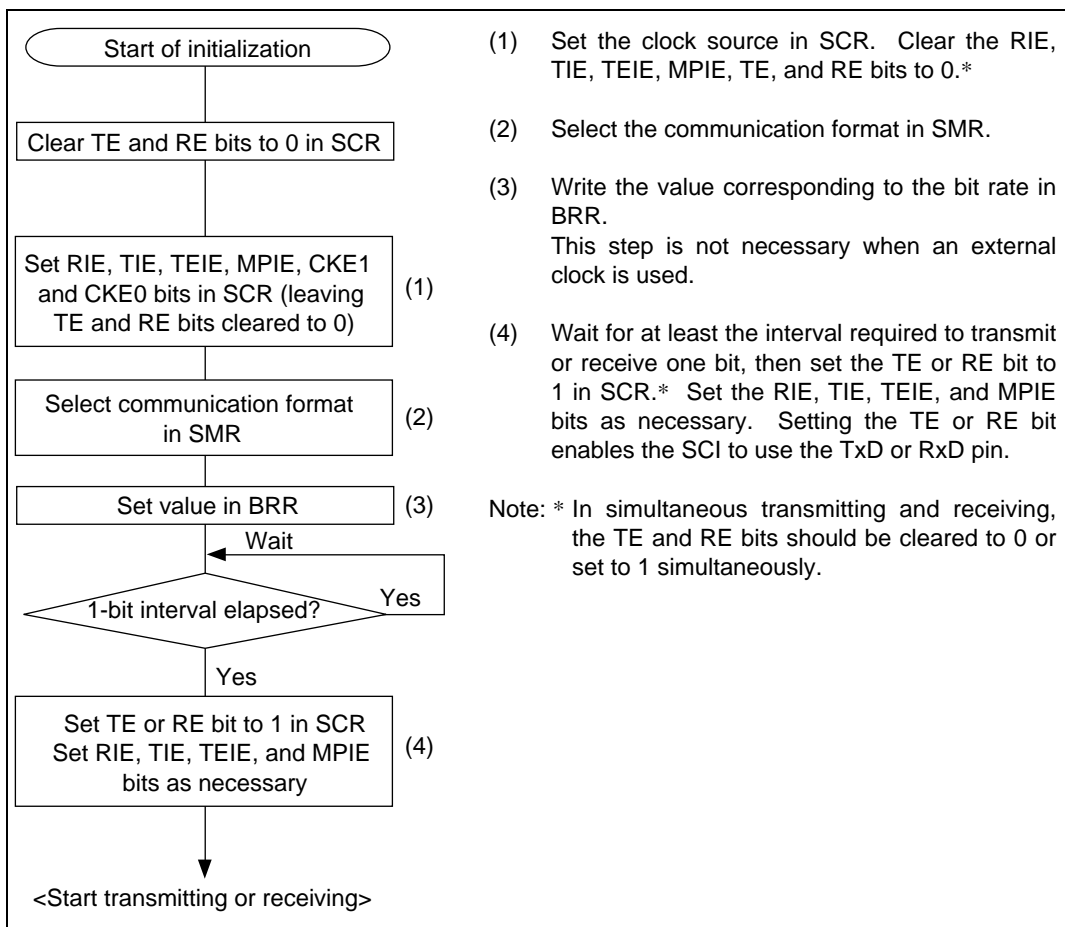 Start of initialization
Clear TE and RE bits to 0 in SCR
Set RIE, TIE, TEIE, MPIE, CKE1
and CKE0 bits in SCR (leaving
TE and RE bits cleared to 0)
(1)
Select communication format
in SMR
(2)
Set value in BRR
(3)
Wait
1-bit interval elapsed?
Yes
Yes
Set TE or RE bit to 1 in SCR
Set RIE, TIE, TEIE, and MPIE
bits as necessary
(4)
<Start transmitting or receiving>
(1) Set the clock source in SCR. Clear the RIE,
TIE, TEIE, MPIE, TE, and RE bits to 0.*
(2) Select the communication format in SMR.
(3) Write the value corresponding to the bit rate in
BRR.
This step is not necessary when an external
clock is used.
(4) Wait for at least the interval required to transmit
or receive one bit, then set the TE or RE bit to
1 in SCR.* Set the RIE, TIE, TEIE, and MPIE
bits as necessary. Setting the TE or RE bit
enables the SCI to use the TxD or RxD pin.
Note: * In simultaneous transmitting and receiving,
the TE and RE bits should be cleared to 0 or
set to 1 simultaneously.